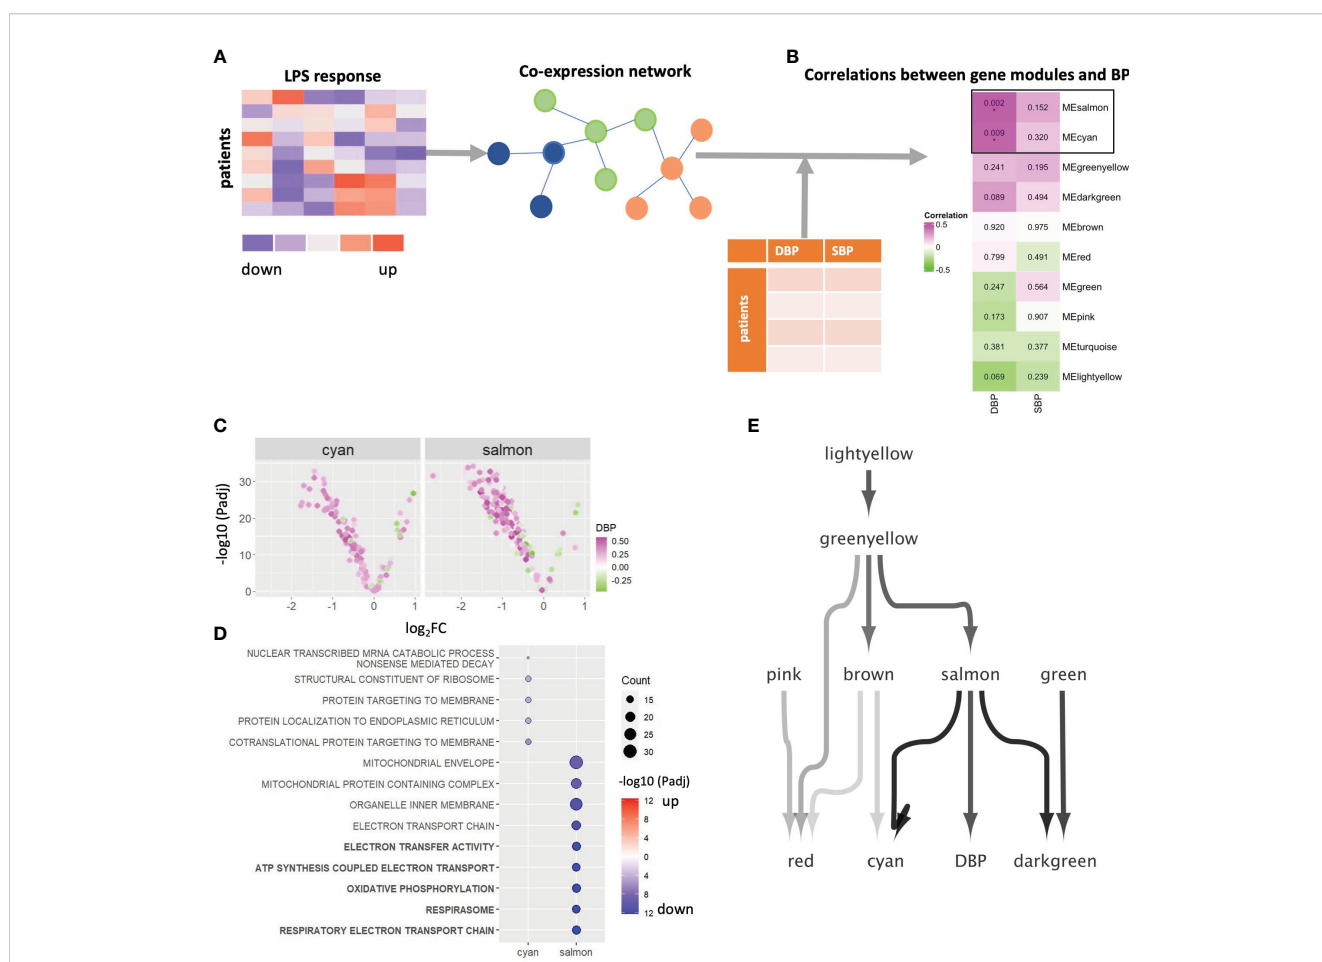 A
LPS response
patients
down
up
Co-expression network
DBP
SBP
patients
B
Correlations between gene modules and BP
Correlation
0.5
0
-0.5
0.002
*
0.152
MEsalmon
0.009
*
0.320
MEcyan
0.241
0.195
MEgreenyellow
0.089
0.494
MEdarkgreen
0.920
0.975
MEbrown
0.799
0.491
MEred
0.247
0.564
MEgreen
0.173
0.907
MEpink
0.381
0.377
MEturquoise
0.069
0.239
MElightyellow
DBP
SBP
C
cyan
salmon
-log10 (Padj)
30
20
10
0
-2
-1
0
1
-2
-1
0
1
log2FC
DBP
0.50
0.25
0.00
-0.25
D
NUCLEAR TRANSCRIBED MRNA CATABOLIC PROCESS
NONSENSE MEDIATED DECAY
STRUCTURAL CONSTITUENT OF RIBOSOME
PROTEIN TARGETING TO MEMBRANE
PROTEIN LOCALIZATION TO ENDOPLASMIC RETICULUM
COTRANSLATIONAL PROTEIN TARGETING TO MEMBRANE
MITOCHONDRIAL ENVELOPE
MITOCHONDRIAL PROTEIN CONTAINING COMPLEX
ORGANELLE INNER MEMBRANE
ELECTRON TRANSPORT CHAIN
ELECTRON TRANSFER ACTIVITY
ATP SYNTHESIS COUPLED ELECTRON TRANSPORT
OXIDATIVE PHOSPHORYLATION
RESPIRASOME
RESPIRATORY ELECTRON TRANSPORT CHAIN
cyan
salmon
Count
15
20
25
30
-log10 (Padj)
12 up
8
4
0
4
8
12 down
E
lightyellow
greenyellow
pink
brown
salmon
green
red
cyan
DBP
darkgreen